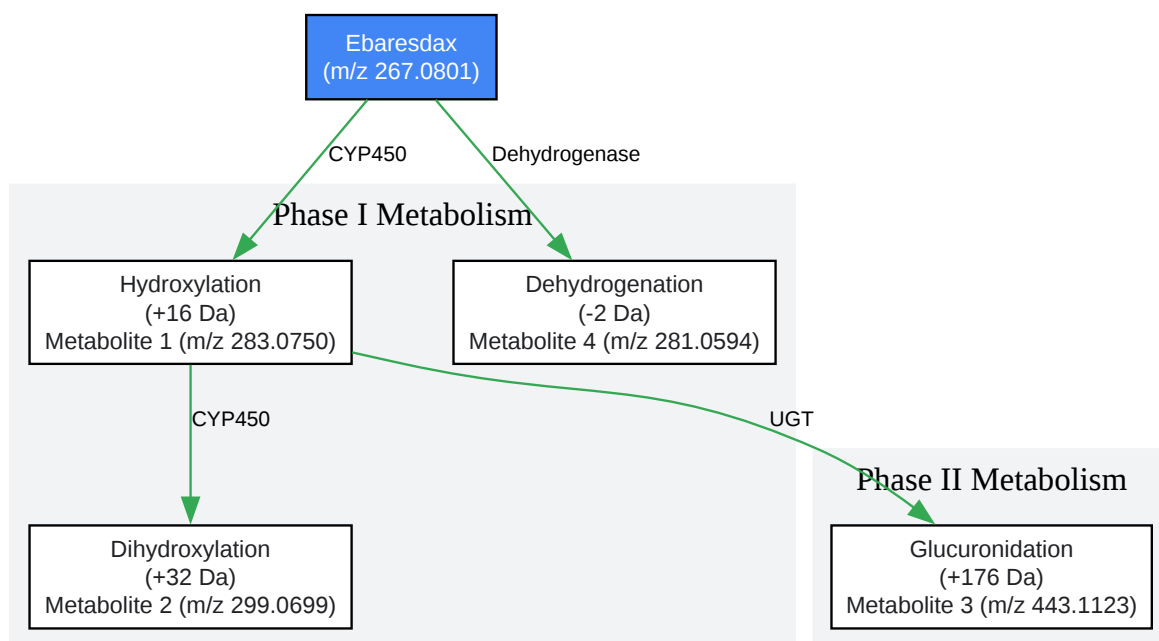 Ebaresdax
(m/z 267.0801)
CYP450
Dehydrogenase
Phase I Metabolism
Hydroxylation
(+16 Da)
Metabolite 1 (m/z 283.0750)
Dehydrogenation
(-2 Da)
Metabolite 4 (m/z 281.0594)
CYP450
UGT
Phase II Metabolism
Dihydroxylation
(+32 Da)
Metabolite 2 (m/z 299.0699)
Glucuronidation
(+176 Da)
Metabolite 3 (m/z 443.1123)